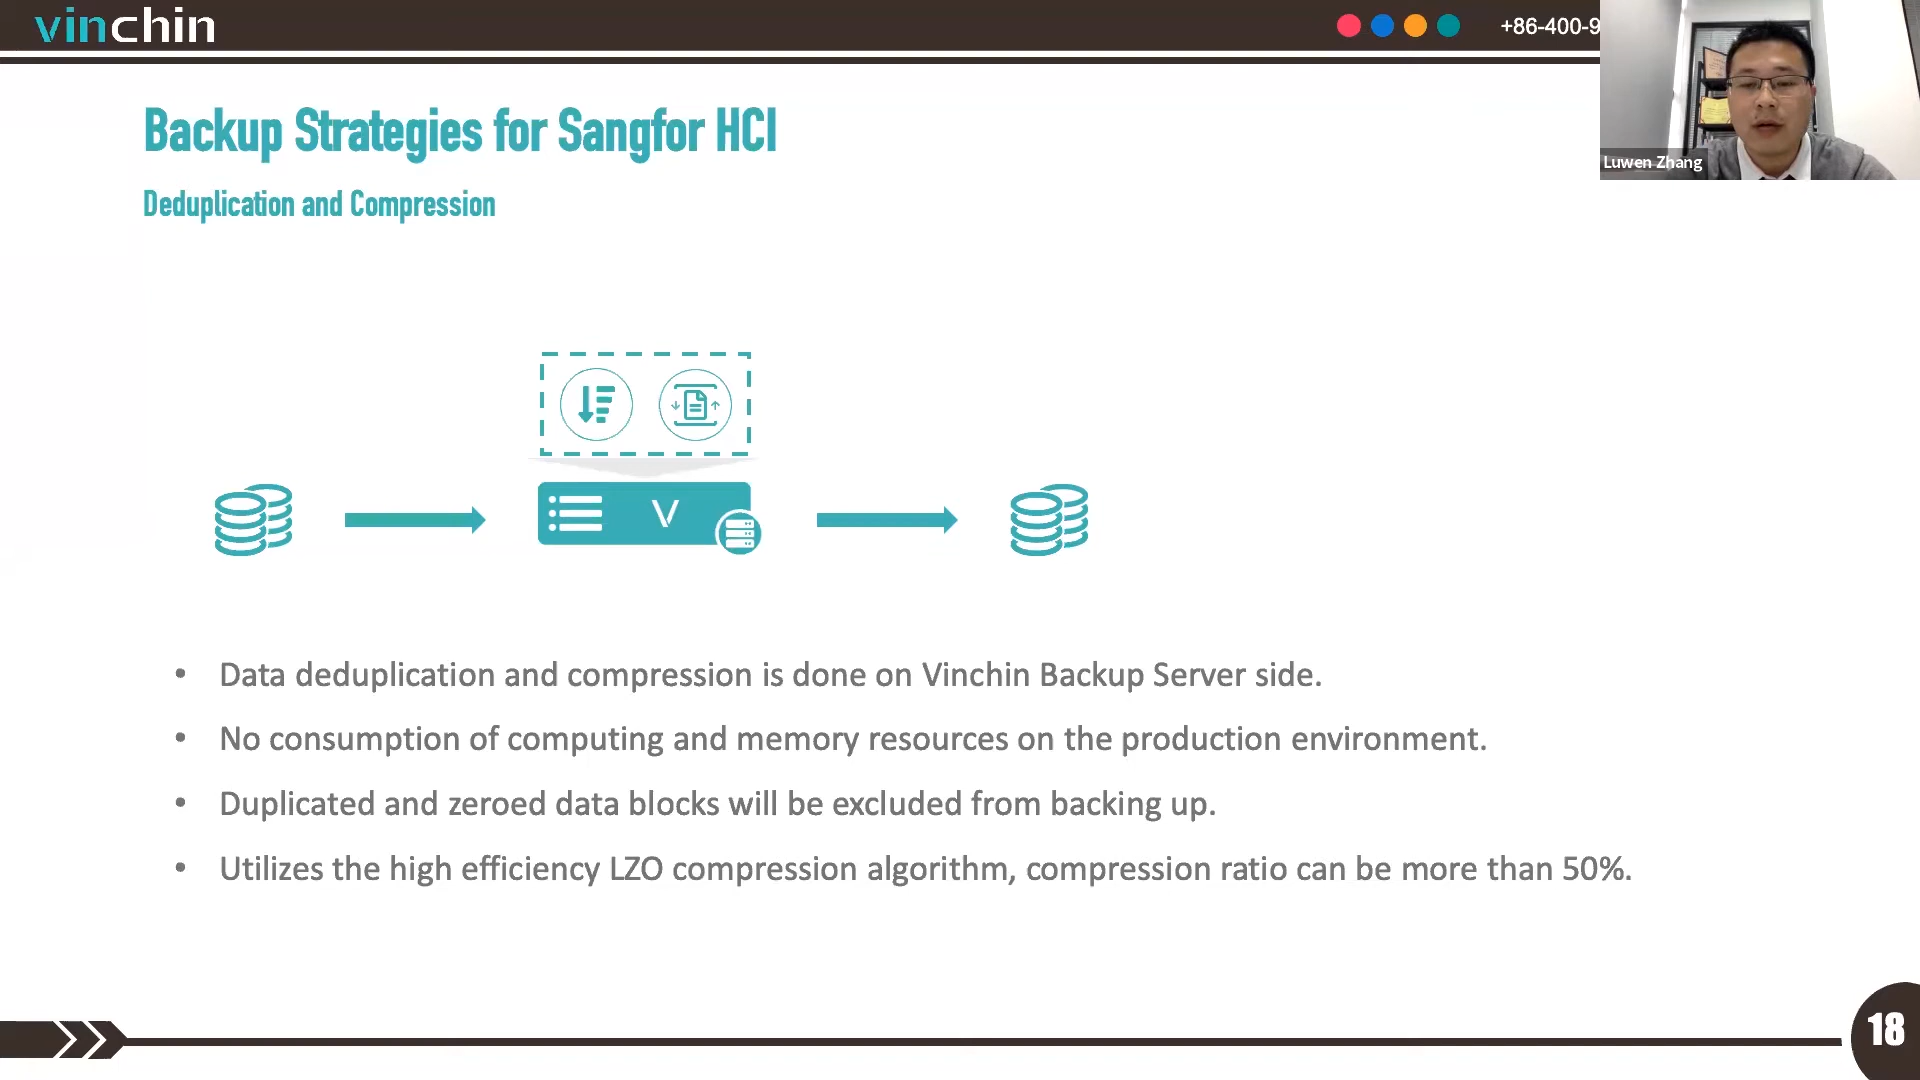 vinchin
+86-400-9
Luwen Zhang
Backup Strategies for Sangfor HCI
Deduplication and Compression
V
• Data deduplication and compression is done on Vinchin Backup Server side.
• No consumption of computing and memory resources on the production environment.
• Duplicated and zeroed data blocks will be excluded from backing up.
• Utilizes the high efficiency LZO compression algorithm, compression ratio can be more than 50%.
18